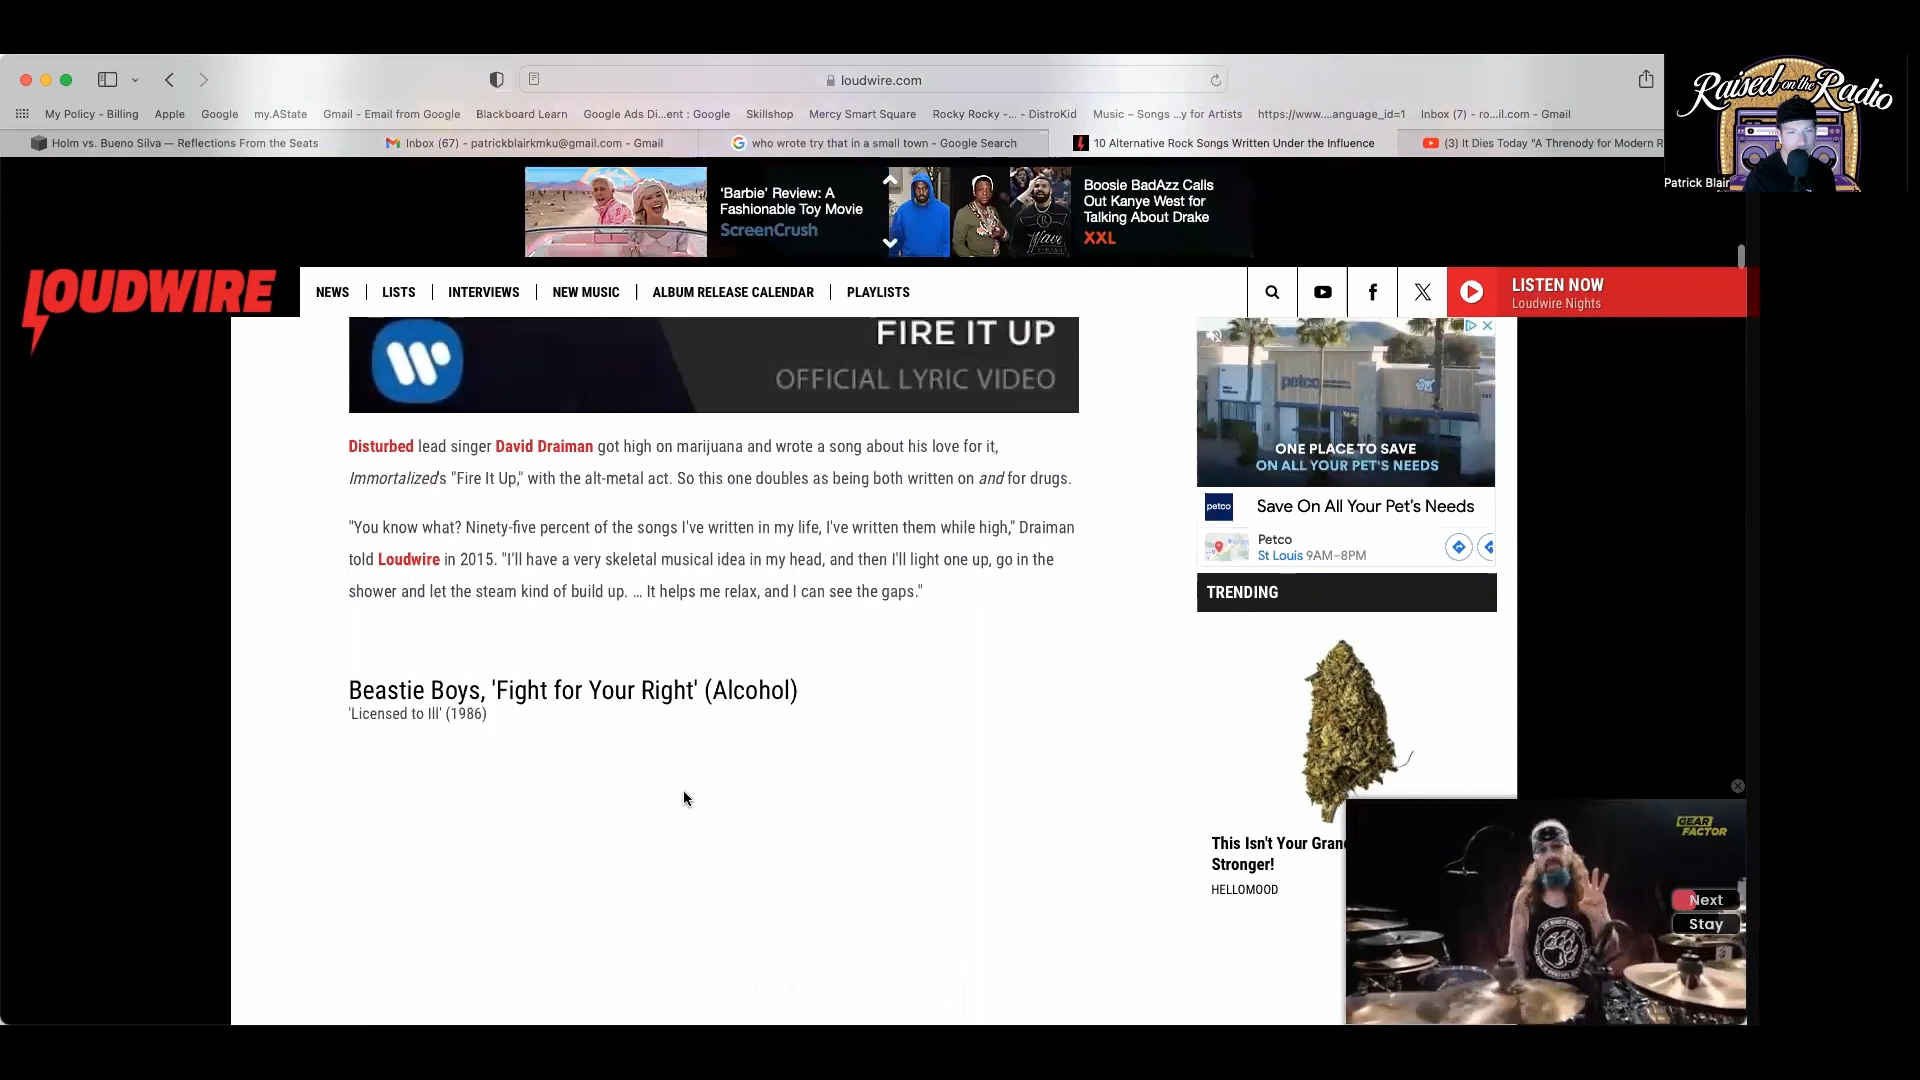 loudwire.com
Raised on the Radio
My Policy - Billing Apple Google my.AState Gmail - Email from Google Blackboard Learn Google Ads Di...ent : Google Skillshop Mercy Smart Square Rocky Rocky -... - DistroKid Music – Songs ...y for Artists https://www....anguage_id=1 Inbox (7) - ro...il.com - Gmail
Holm vs. Bueno Silva — Reflections From the Seats Inbox (67) - patrickblairkmku@gmail.com - Gmail who wrote try that in a small town - Google Search 10 Alternative Rock Songs Written Under the Influence (3) It Dies Today "A Threnody for Modern R
Patrick Blair
'Barbie' Review: A
Fashionable Toy Movie
ScreenCrush
Boosie BadAzz Calls
Out Kanye West for
Talking About Drake
XXL
LOUDWIRE
NEWS LISTS INTERVIEWS NEW MUSIC ALBUM RELEASE CALENDAR PLAYLISTS
LISTEN NOW
Loudwire Nights
FIRE IT UP
OFFICIAL LYRIC VIDEO
Disturbed lead singer David Draiman got high on marijuana and wrote a song about his love for it,
Immortalized's "Fire It Up," with the alt-metal act. So this one doubles as being both written on and for drugs.
"You know what? Ninety-five percent of the songs I've written in my life, I've written them while high," Draiman
told Loudwire in 2015. "I'll have a very skeletal musical idea in my head, and then I'll light one up, go in the
shower and let the steam kind of build up. ... It helps me relax, and I can see the gaps."
Beastie Boys, 'Fight for Your Right' (Alcohol)
'Licensed to Ill' (1986)
petco
ONE PLACE TO SAVE
ON ALL YOUR PET'S NEEDS
petco
Save On All Your Pet's Needs
Petco
St Louis 9AM–8PM
TRENDING
This Isn't Your Gran
Stronger!
HELLOMOOD
GEAR
FACTOR
Next
Stay